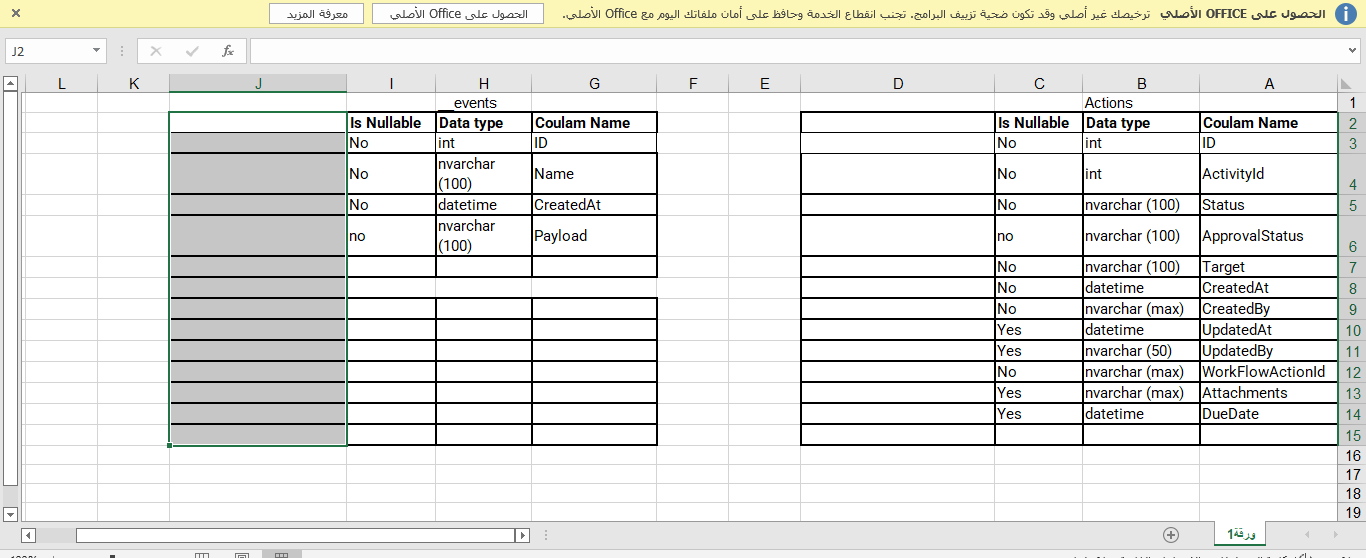 الحصول على OFFICE الأصلي ترخيصك غير أصلي وقد تكون ضحية تزييف البرامج. تجنب انقطاع الخدمة وحافظ على أمان ملفاتك اليوم مع Office الأصلي. الحصول على Office الأصلي معرفة المزيد
J2 fx
L K J I H G F E D C B A
__events Actions 1
Is Nullable Data type Coulam Name Is Nullable Data type Coulam Name 2
No int ID No int ID 3
No nvarchar (100) Name No int ActivityId 4
No datetime CreatedAt No nvarchar (100) Status 5
no nvarchar (100) Payload no nvarchar (100) ApprovalStatus 6
No nvarchar (100) Target 7
No datetime CreatedAt 8
No nvarchar (max) CreatedBy 9
Yes datetime UpdatedAt 10
Yes nvarchar (50) UpdatedBy 11
No nvarchar (max) WorkFlowActionId 12
Yes nvarchar (max) Attachments 13
Yes datetime DueDate 14
15
16
17
18
19
ورقة1